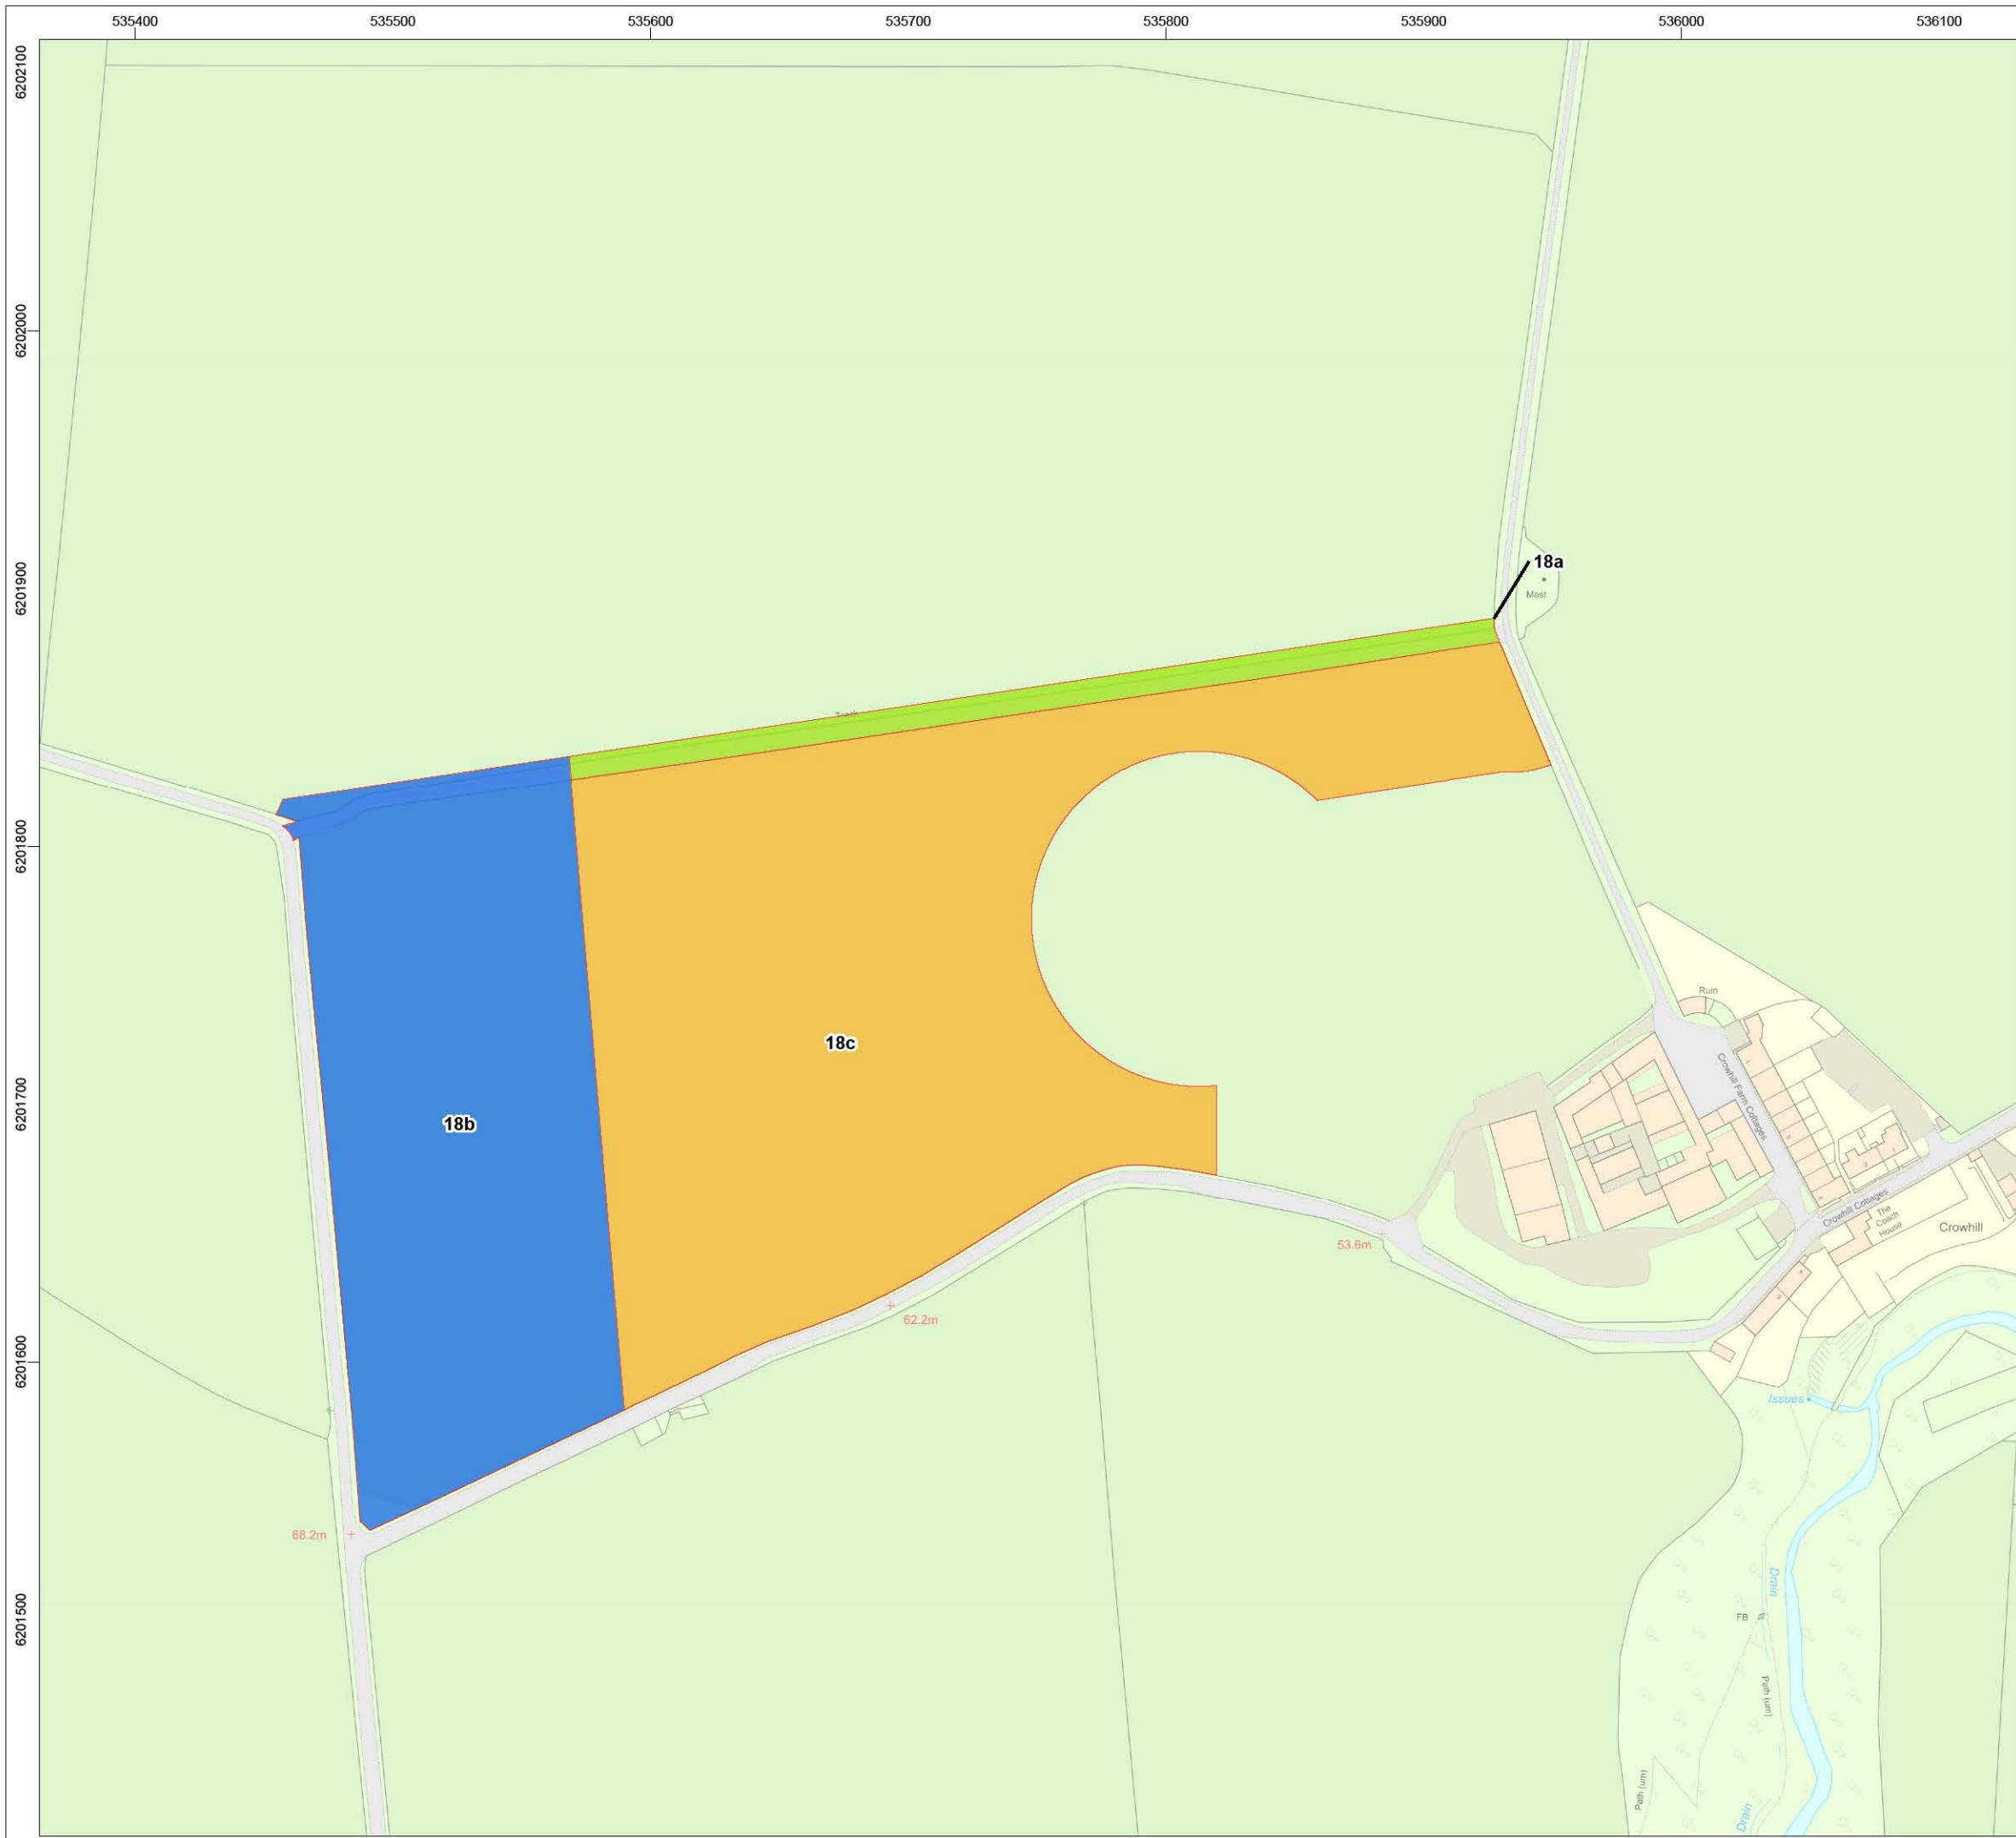 535400 535500 535600 535700 535800 535900 536000 536100
6202100
6202000
6201900
6201800
6201700
6201600
6201500
18a
Mast
Track
Ruin
18c
Crowhill Farm Cottages
18b
Crowhill Cottages
The
Coach
House
Crowhill
53.6m
62.2m
Issues
68.2m
Drain
FB
Path (um)
Path (um)
Drain